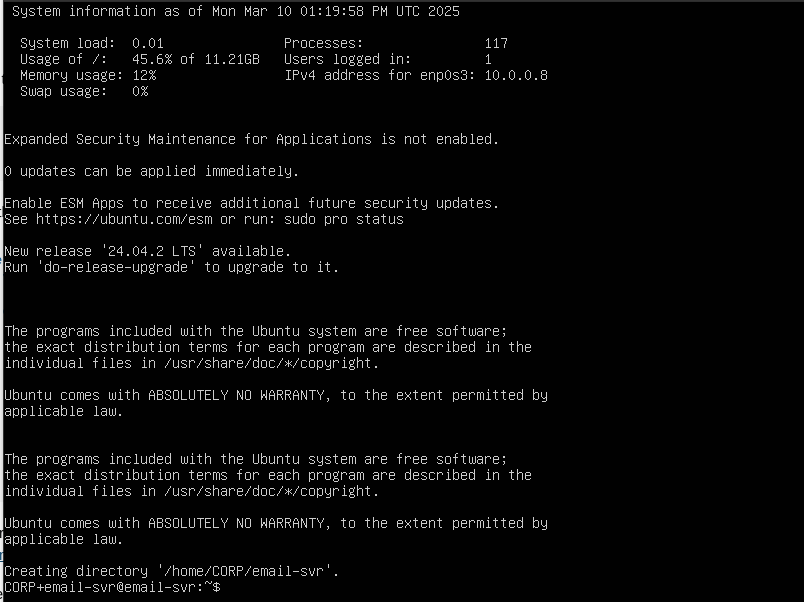 System information as of Mon Mar 10 01:19:58 PM UTC 2025
System load: 0.01 Processes: 117
Usage of /: 45.6% of 11.21GB Users logged in: 1
Memory usage: 12% IPv4 address for enp0s3: 10.0.0.8
Swap usage: 0%
Expanded Security Maintenance for Applications is not enabled.
0 updates can be applied immediately.
Enable ESM Apps to receive additional future security updates.
See https://ubuntu.com/esm or run: sudo pro status
New release '24.04.2 LTS' available.
Run 'do-release-upgrade' to upgrade to it.
The programs included with the Ubuntu system are free software;
the exact distribution terms for each program are described in the
individual files in /usr/share/doc/*/copyright.
Ubuntu comes with ABSOLUTELY NO WARRANTY, to the extent permitted by
applicable law.
The programs included with the Ubuntu system are free software;
the exact distribution terms for each program are described in the
individual files in /usr/share/doc/*/copyright.
Ubuntu comes with ABSOLUTELY NO WARRANTY, to the extent permitted by
applicable law.
Creating directory '/home/CORP/email-svr'.
CORP+email-svr@email-svr:~$